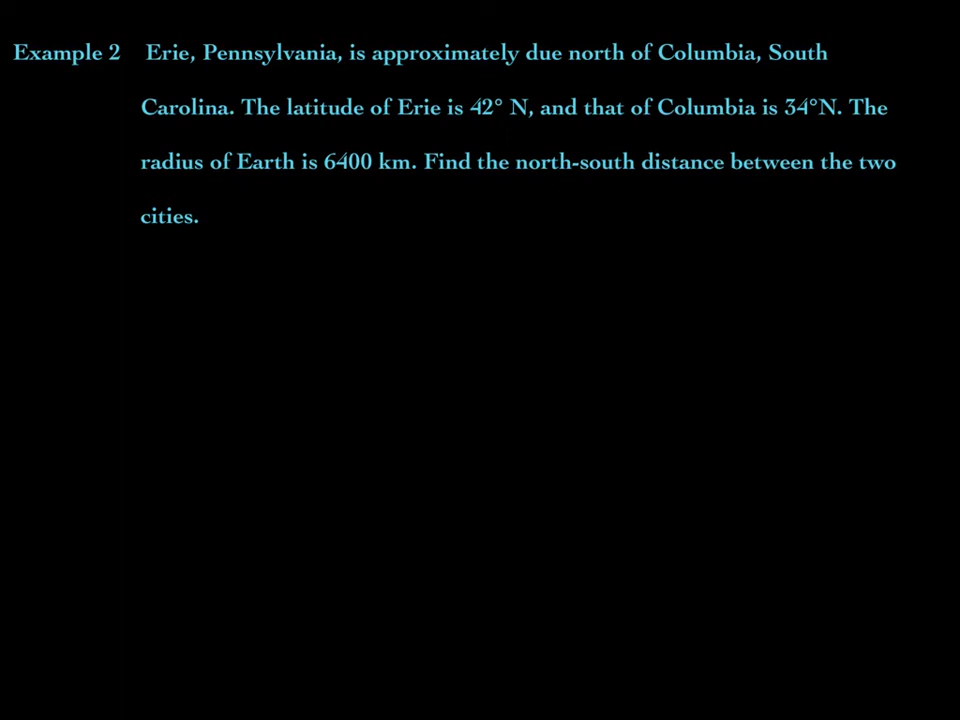 Example 2 Erie, Pennsylvania, is approximately due north of Columbia, South
Carolina. The latitude of Erie is 42° N, and that of Columbia is 34°N. The
radius of Earth is 6400 km. Find the north-south distance between the two
cities.